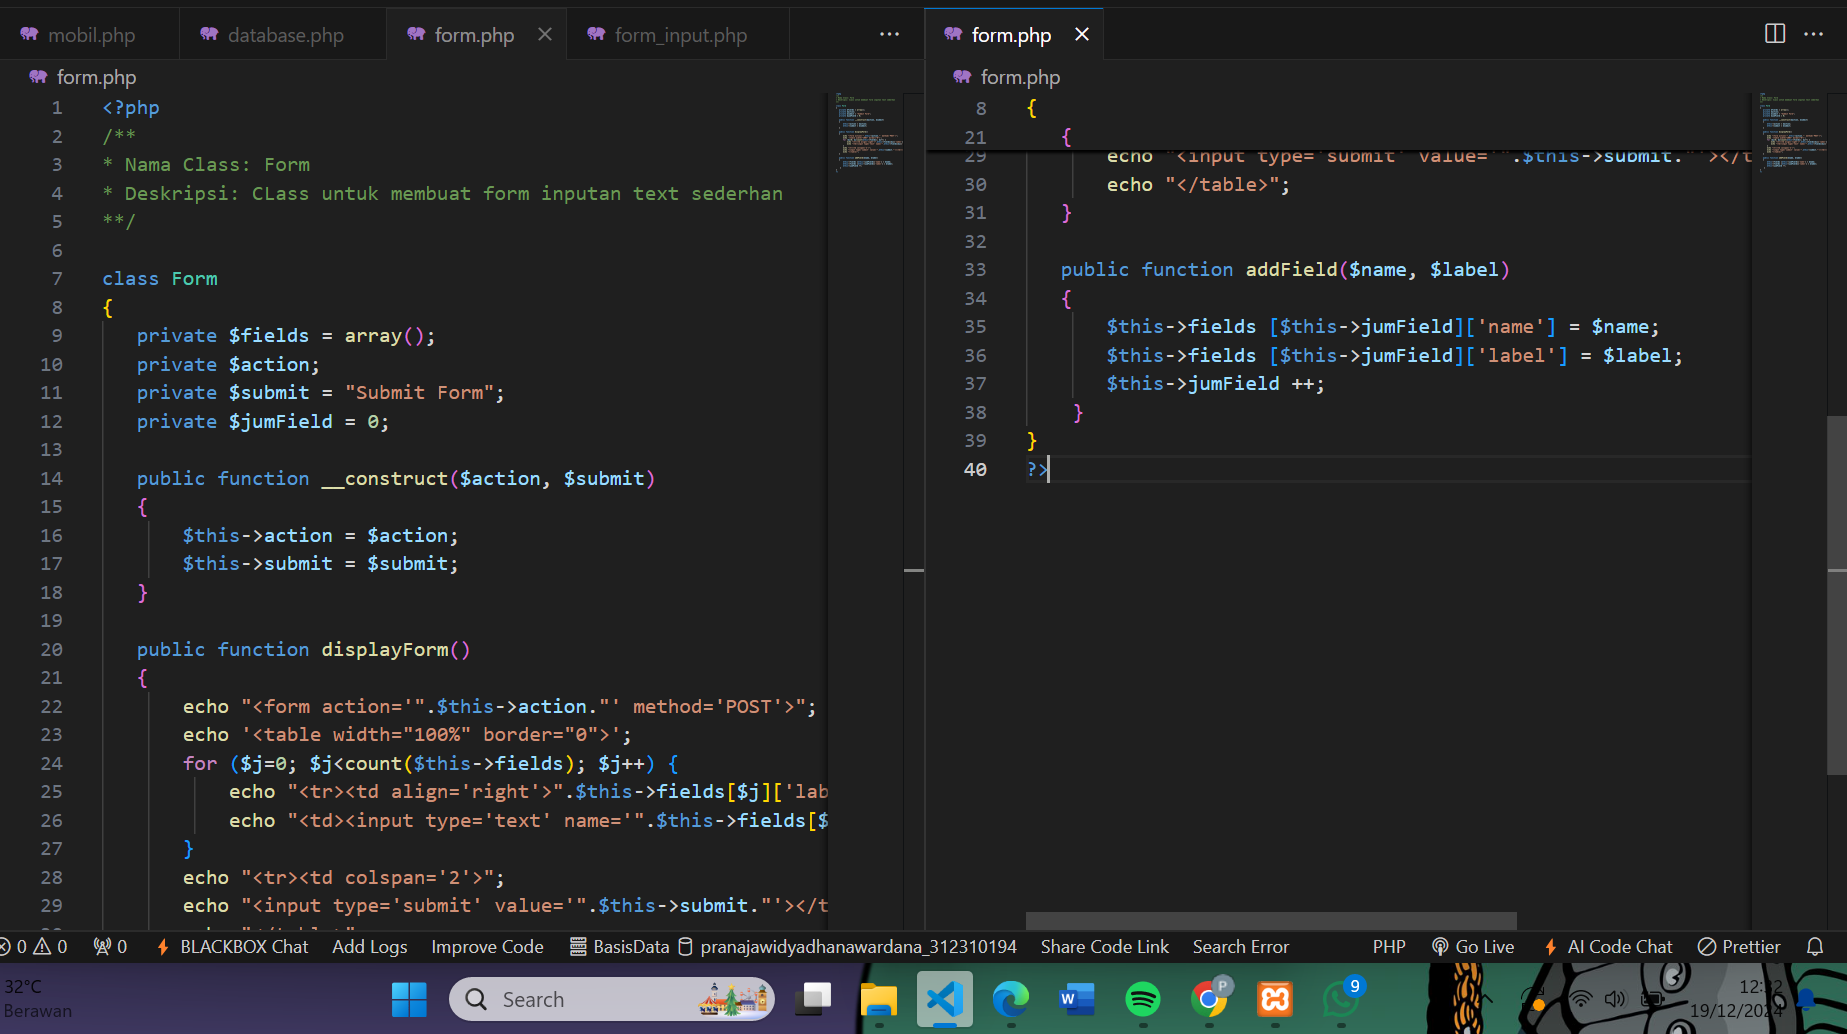 mobil.php
database.php
form.php
form_input.php
form.php
1 <?php
2 /**
3 * Nama Class: Form
4 * Deskripsi: CLass untuk membuat form inputan text sederhan
5 **/
6
7 class Form
8 {
9 private $fields = array();
10 private $action;
11 private $submit = "Submit Form";
12 private $jumField = 0;
13
14 public function __construct($action, $submit)
15 {
16 $this->action = $action;
17 $this->submit = $submit;
18 }
19
20 public function displayForm()
21 {
22 echo "<form action='".$this->action."' method='POST'>";
23 echo '<table width="100%" border="0">';
24 for ($j=0; $j<count($this->fields); $j++) {
25 echo "<tr><td align='right'>".$this->fields[$j]['lab
26 echo "<td><input type='text' name='".$this->fields[$
27 }
28 echo "<tr><td colspan='2'>";
29 echo "<input type='submit' value='".$this->submit."'></t
form.php
form.php
8 {
21 {
29 echo "<input type='submit' value='".$this->submit."'></t
30 echo "</table>";
31 }
32
33 public function addField($name, $label)
34 {
35 $this->fields [$this->jumField]['name'] = $name;
36 $this->fields [$this->jumField]['label'] = $label;
37 $this->jumField ++;
38 }
39 }
40 ?>
0 0 0 BLACKBOX Chat Add Logs Improve Code BasisData pranajawidyadhanawardana_312310194 Share Code Link Search Error PHP Go Live AI Code Chat Prettier
32°C
Berawan
Search
W
P
9
19/12/2024